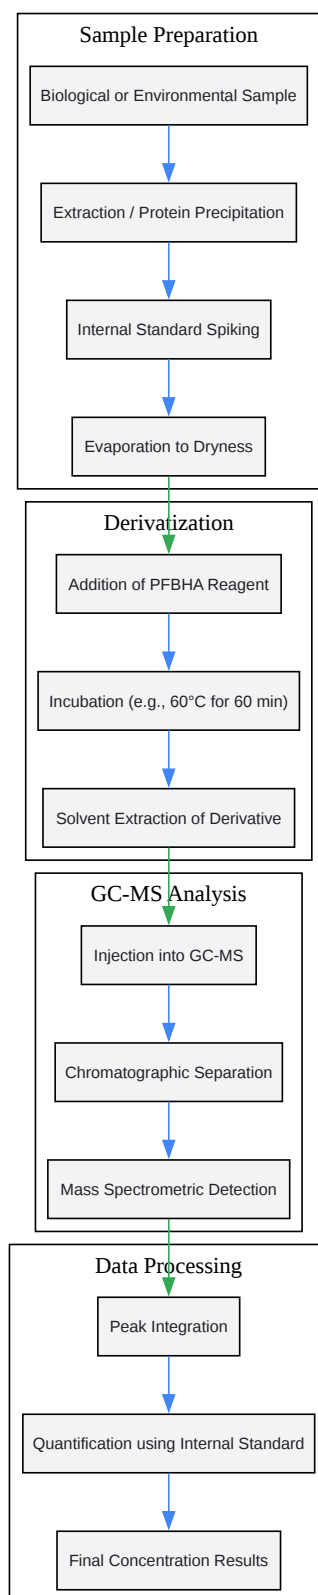 Sample Preparation
Biological or Environmental Sample
Extraction / Protein Precipitation
Internal Standard Spiking
Evaporation to Dryness
Derivatization
Addition of PFBHA Reagent
Incubation (e.g., 60°C for 60 min)
Solvent Extraction of Derivative
GC-MS Analysis
Injection into GC-MS
Chromatographic Separation
Mass Spectrometric Detection
Data Processing
Peak Integration
Quantification using Internal Standard
Final Concentration Results